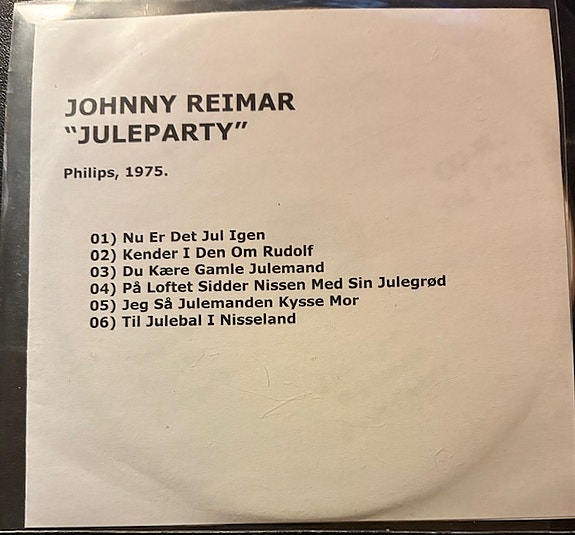 JOHNNY REIMAR
“JULEPARTY”
Philips, 1975.
01) Nu Er Det Jul Igen
02) Kender I Den Om Rudolf
03) Du Kære Gamle Julemand
04) På Loftet Sidder Nissen Med Sin Julegrød
05) Jeg Så Julemanden Kysse Mor
06) Til Julebal I Nisseland